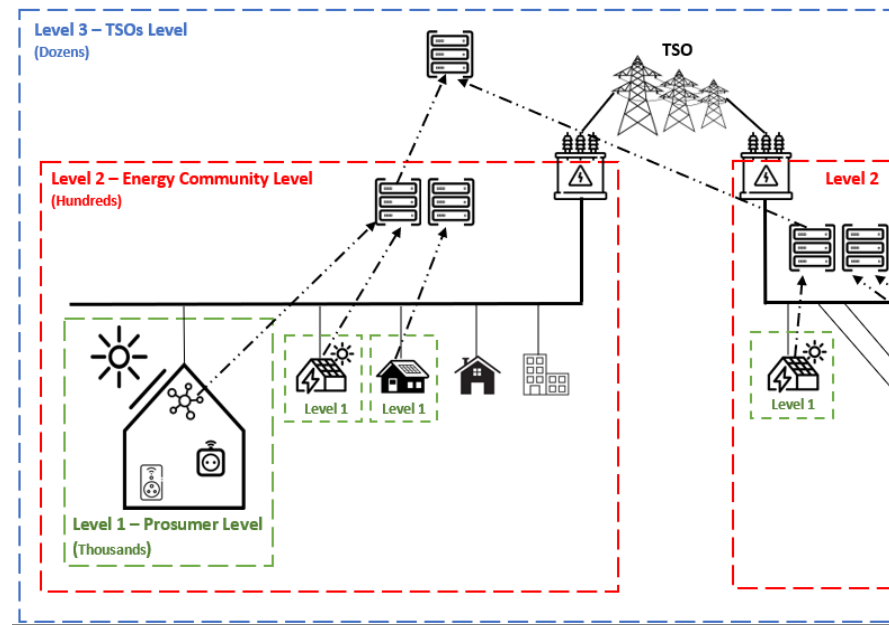 Level 3 – TSOs Level
(Dozens)
TSO
Level 2 – Energy Community Level
(Hundreds)
Level 2
Level 1
Level 1
Level 1
Level 1 – Prosumer Level
(Thousands)